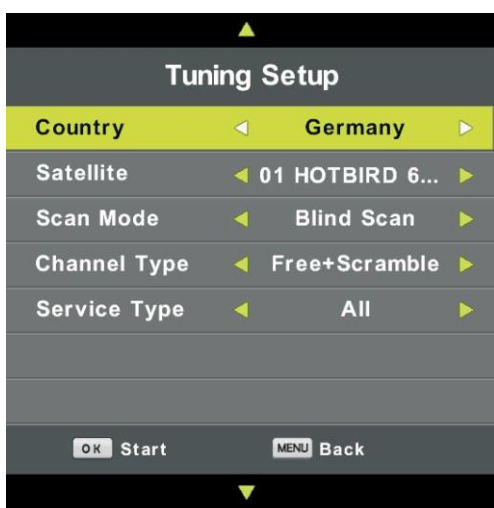 Tuning Setup
Country Germany
Satellite 01 HOTBIRD 6...
Scan Mode Blind Scan
Channel Type Free+Scramble
Service Type All
OK Start MENU Back